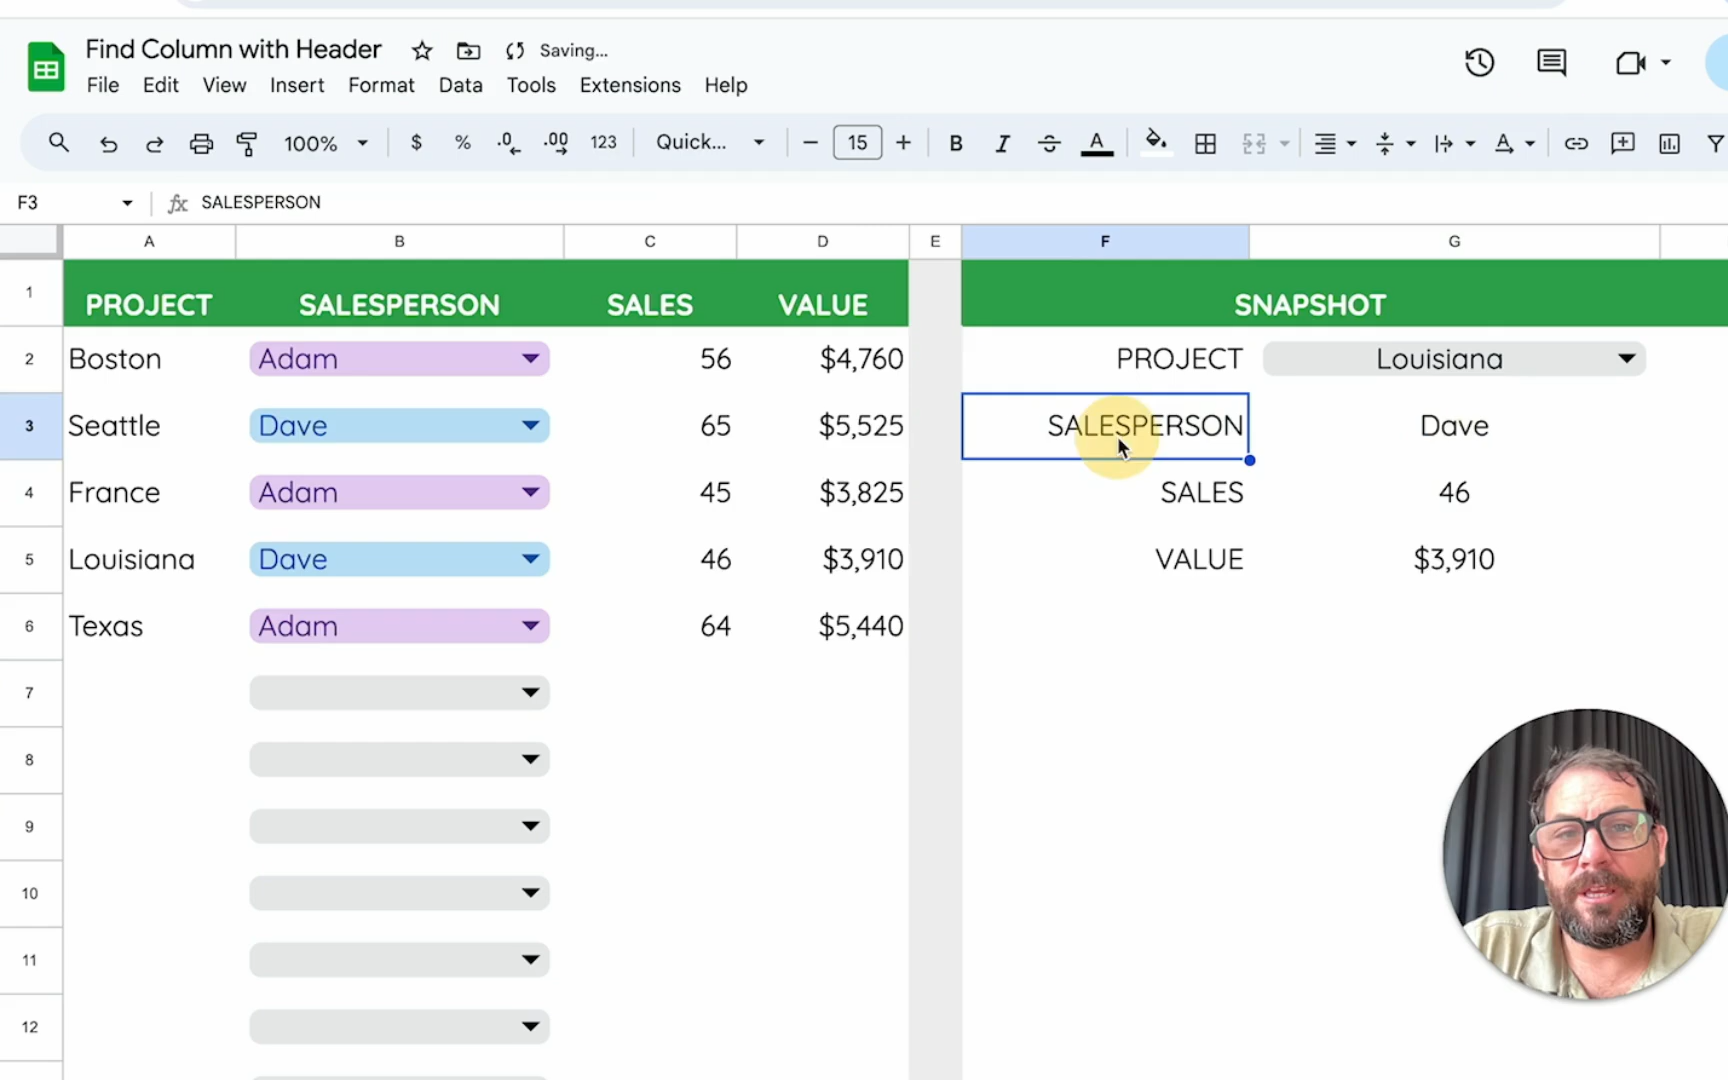 Find Column with Header Saving...
File Edit View Insert Format Data Tools Extensions Help
100% $ % .0 .00 123 Quick... 15 B I A A
F3 fx SALESPERSON
A B C D E F G
1 PROJECT SALESPERSON SALES VALUE SNAPSHOT
2 Boston Adam 56 $4,760 PROJECT Louisiana
3 Seattle Dave 65 $5,525 SALESPERSON Dave
4 France Adam 45 $3,825 SALES 46
5 Louisiana Dave 46 $3,910 VALUE $3,910
6 Texas Adam 64 $5,440
7
8
9
10
11
12